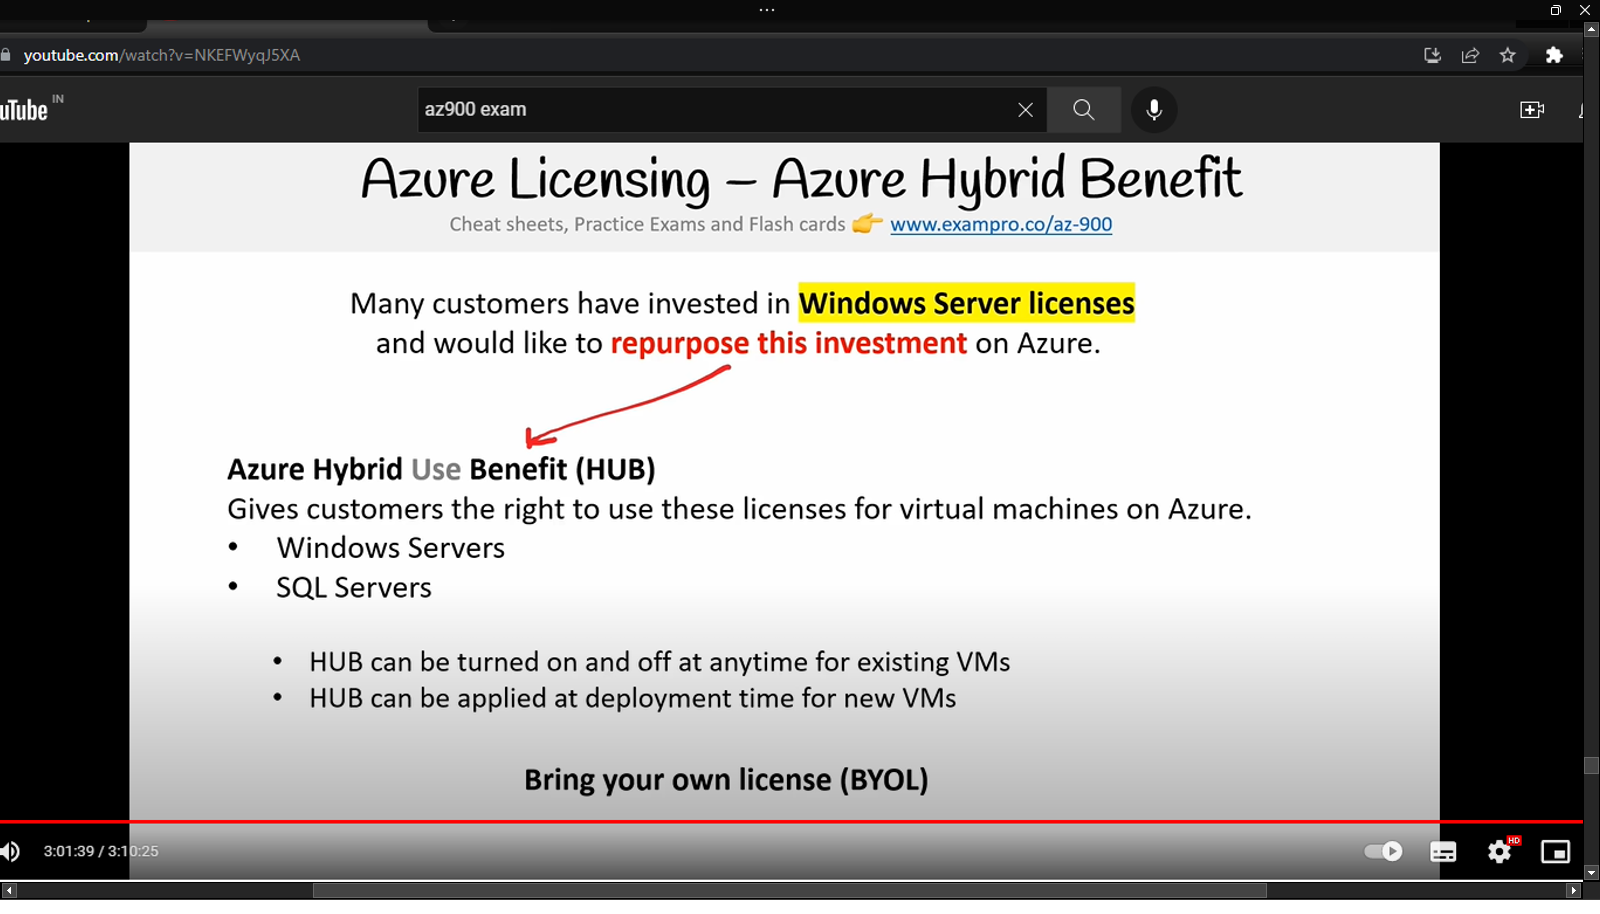 youtube.com/watch?v=NKEFWyqJ5XA
uTube IN
az900 exam
Azure Licensing – Azure Hybrid Benefit
Cheat sheets, Practice Exams and Flash cards 👉 www.exampro.co/az-900
Many customers have invested in Windows Server licenses
and would like to repurpose this investment on Azure.
Azure Hybrid Use Benefit (HUB)
Gives customers the right to use these licenses for virtual machines on Azure.
• Windows Servers
• SQL Servers
• HUB can be turned on and off at anytime for existing VMs
• HUB can be applied at deployment time for new VMs
Bring your own license (BYOL)
3:01:39 / 3:10:25
HD